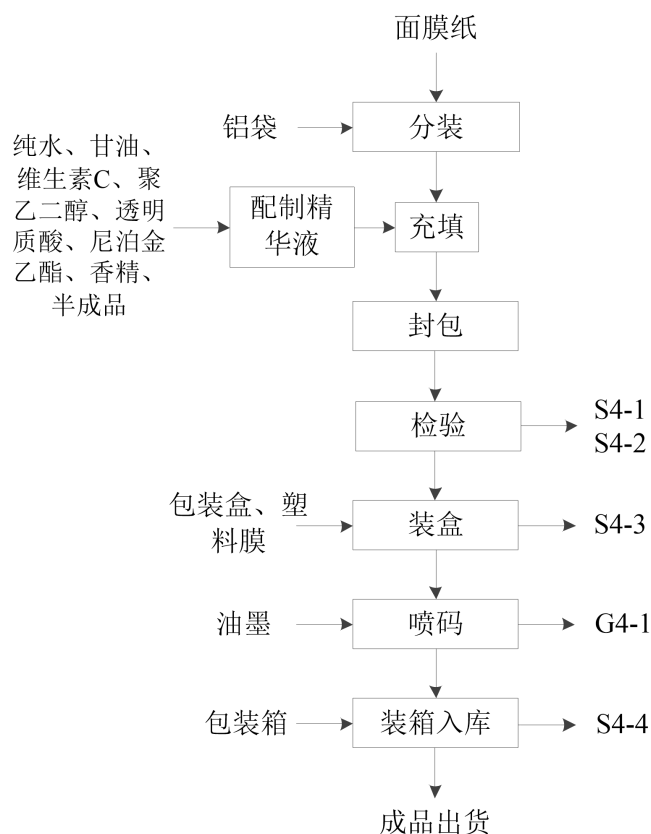 面膜纸
铝袋
分装
纯水、甘油、
维生素C、聚
乙二醇、透明
质酸、尼泊金
乙酯、香精、
半成品
配制精
华液
充填
封包
检验
S4-1
S4-2
包装盒、塑
料膜
装盒
S4-3
油墨
喷码
G4-1
包装箱
装箱入库
S4-4
成品出货